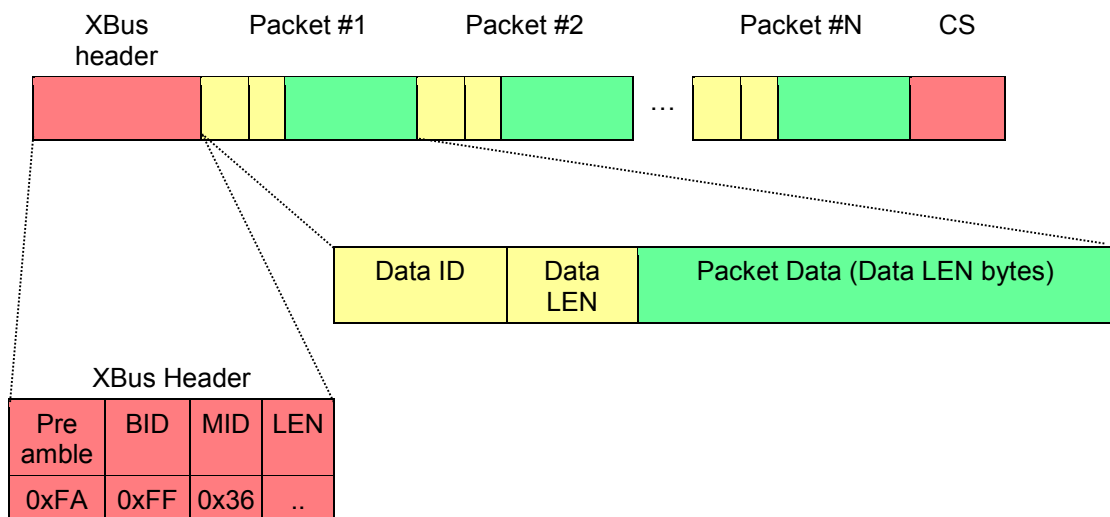 XBus header
Packet #1
Packet #2
Packet #N
CS
...
Data ID
Data LEN
Packet Data (Data LEN bytes)
XBus Header
Pre amble
BID
MID
LEN
0xFA
0xFF
0x36
..